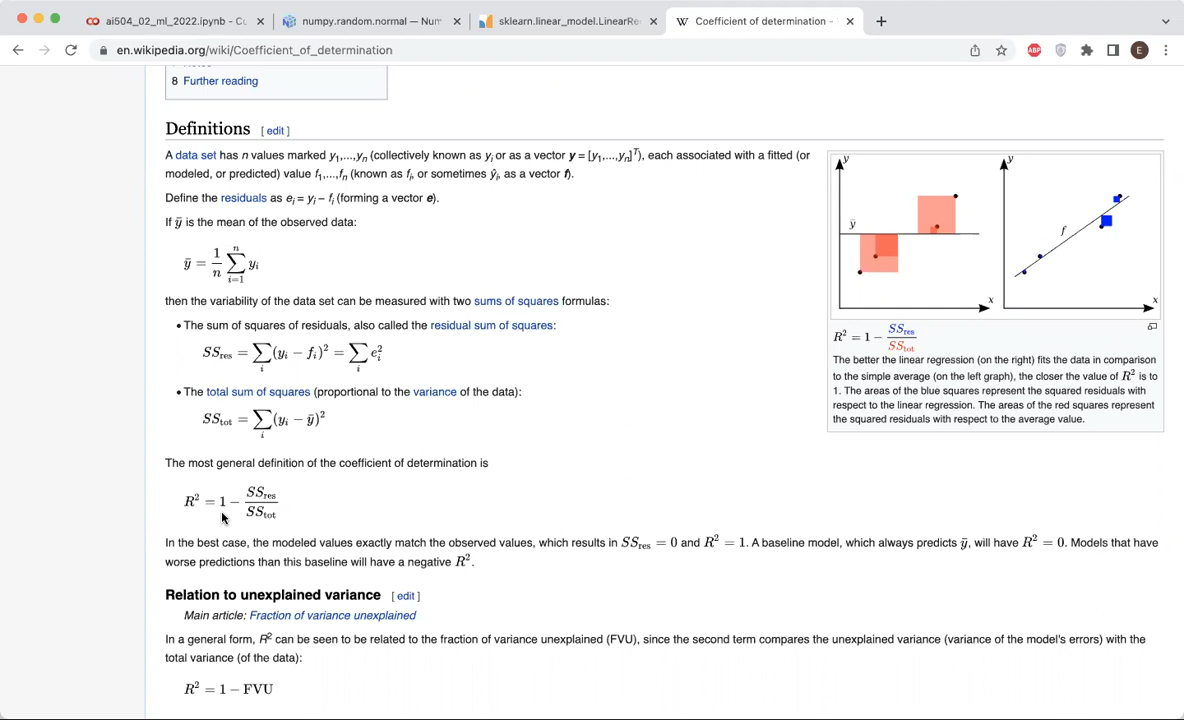 ai504_02_ml_2022.ipynb - Co
numpy.random.normal — Num
sklearn.linear_model.LinearRe
W Coefficient of determination -
en.wikipedia.org/wiki/Coefficient_of_determination
ABP
E
8 Further reading
Definitions [ edit ]
A data set has n values marked y₁,...,yₙ (collectively known as yᵢ or as a vector y = [y₁,...,yₙ]ᵀ), each associated with a fitted (or
modeled, or predicted) value f₁,...,fₙ (known as fᵢ, or sometimes ŷᵢ, as a vector f).
Define the residuals as eᵢ = yᵢ − fᵢ (forming a vector e).
If ȳ is the mean of the observed data:
ȳ = 1/n ∑ⁿᵢ₌₁ yᵢ
then the variability of the data set can be measured with two sums of squares formulas:
• The sum of squares of residuals, also called the residual sum of squares:
SS_res = ∑ᵢ (yᵢ − fᵢ)² = ∑ᵢ eᵢ²
• The total sum of squares (proportional to the variance of the data):
SS_tot = ∑ᵢ (yᵢ − ȳ)²
The most general definition of the coefficient of determination is
R² = 1 − SS_res/SS_tot
In the best case, the modeled values exactly match the observed values, which results in SS_res = 0 and R² = 1. A baseline model, which always predicts ȳ, will have R² = 0. Models that have
worse predictions than this baseline will have a negative R².
Relation to unexplained variance [ edit ]
Main article: Fraction of variance unexplained
In a general form, R² can be seen to be related to the fraction of variance unexplained (FVU), since the second term compares the unexplained variance (variance of the model's errors) with the
total variance (of the data):
R² = 1 − FVU
y
ȳ
x
y
f
x
R² = 1 − SS_res/SS_tot
The better the linear regression (on the right) fits the data in comparison
to the simple average (on the left graph), the closer the value of R² is to
1. The areas of the blue squares represent the squared residuals with
respect to the linear regression. The areas of the red squares represent
the squared residuals with respect to the average value.